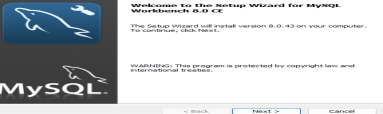 Welcome to the Setup Wizard for MySQL
Workbench 8.0 CE
The Setup Wizard will install version 8.0.43 on your computer.
To continue, click Next.
WARNING: This program is protected by copyright law and
international treaties.
MySQL
< Back
Next >
Cancel